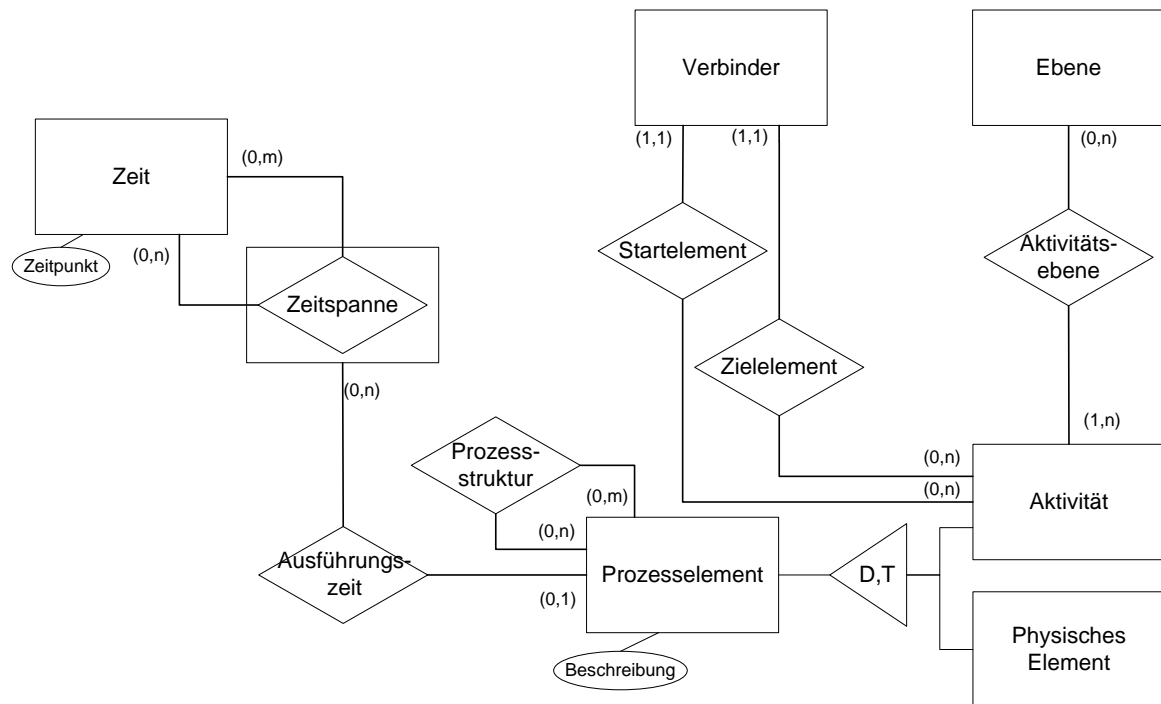 Verbinder
Ebene
(1,1)
(1,1)
(0,n)
(0,m)
Zeit
Zeitpunkt
(0,n)
Startelement
Aktivitäts-
ebene
Zeitspanne
Zielelement
(0,n)
(1,n)
Prozess-
struktur
(0,n)
(0,n)
(0,m)
Aktivität
(0,n)
Ausführungs-
zeit
Prozesselement
D,T
(0,1)
Physisches
Element
Beschreibung